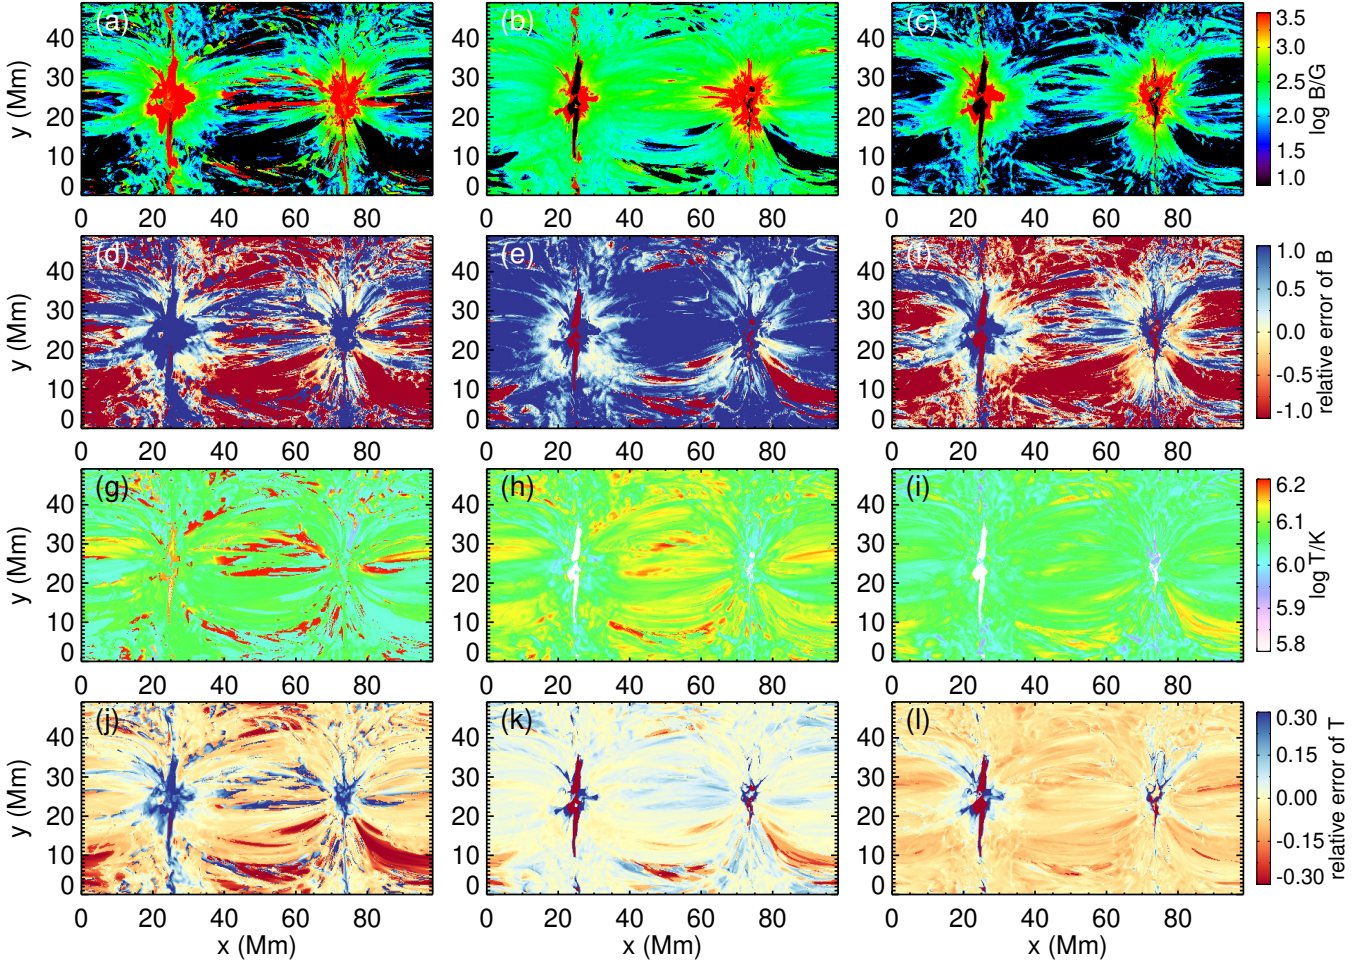 (a) (b) (c)
y (Mm) 50 40 30 20 10 0
50 40 30 20 10 0
50 40 30 20 10 0
3.5 3.0 2.5 2.0 1.5 1.0 log B/G
0 20 40 60 80
0 20 40 60 80
0 20 40 60 80
(d) (e) (f)
y (Mm) 40 30 20 10 0
40 30 20 10 0
40 30 20 10 0
1.0 0.5 0.0 -0.5 -1.0 relative error of B
0 20 40 60 80
0 20 40 60 80
0 20 40 60 80
(g) (h) (i)
y (Mm) 40 30 20 10 0
40 30 20 10 0
40 30 20 10 0
6.2 6.1 6.0 5.9 5.8 log T/K
0 20 40 60 80
0 20 40 60 80
0 20 40 60 80
(j) (k) (l)
y (Mm) 40 30 20 10 0
40 30 20 10 0
40 30 20 10 0
0.30 0.15 0.00 -0.15 -0.30 relative error of T
0 20 40 60 80
0 20 40 60 80
0 20 40 60 80
x (Mm) x (Mm) x (Mm)